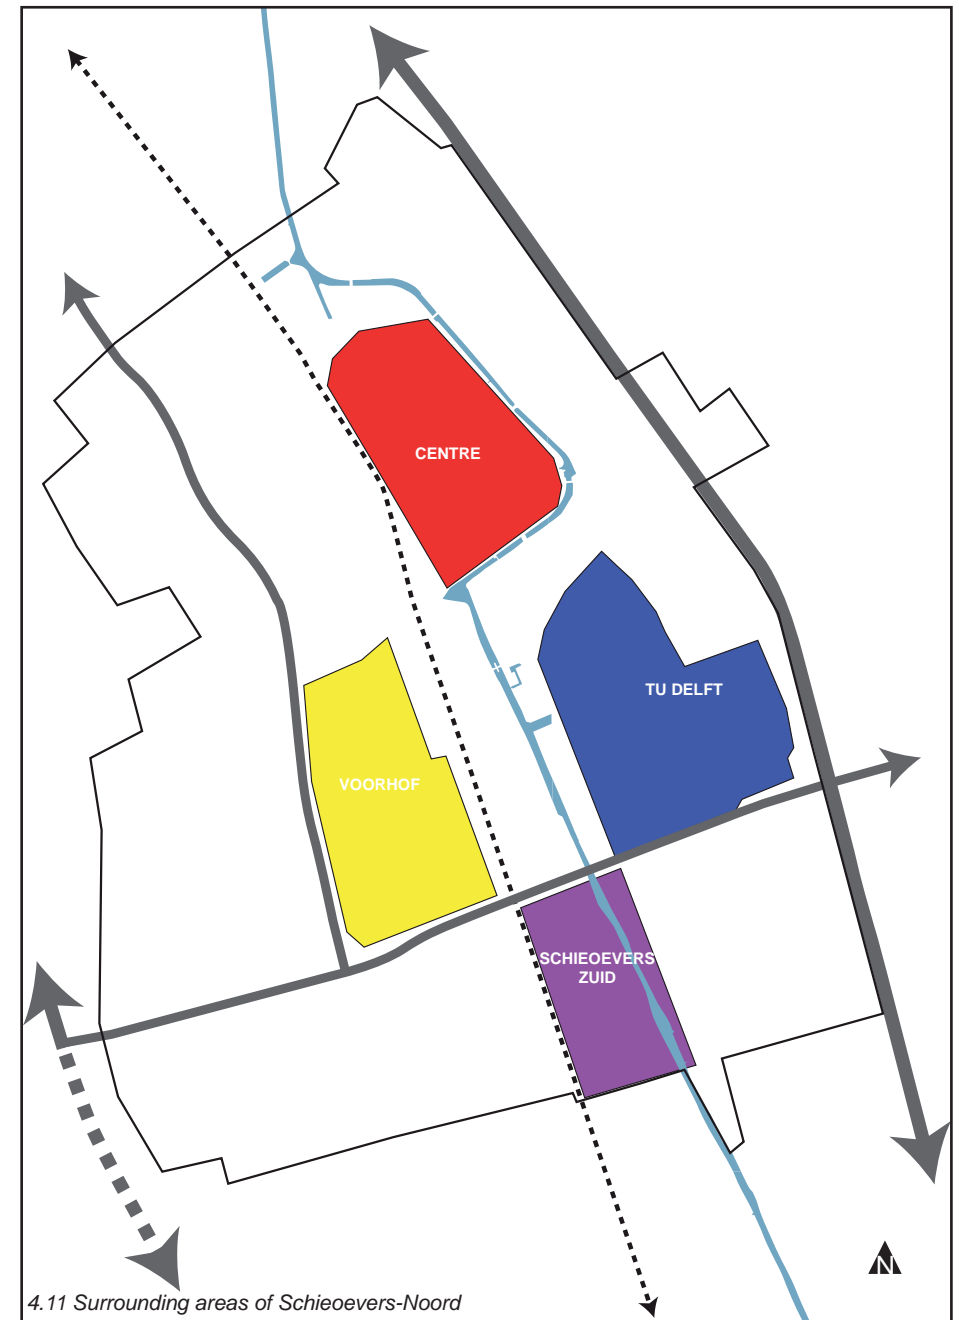 CENTRE
TU DELFT
VOORHOF
SCHIEOEVERS
ZUID
N
4.11 Surrounding areas of Schieoevers-Noord